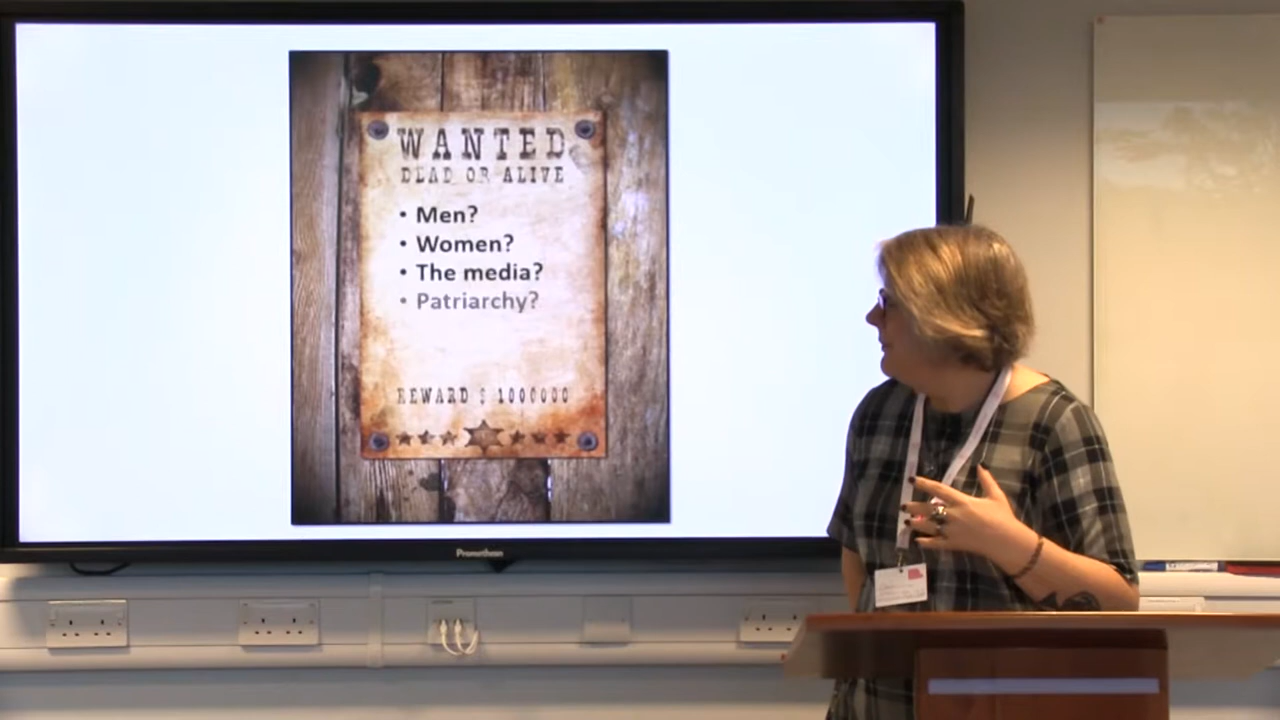 WANTED
DEAD OR ALIVE
• Men?
• Women?
• The media?
• Patriarchy?
REWARD $ 1000000
Promethean